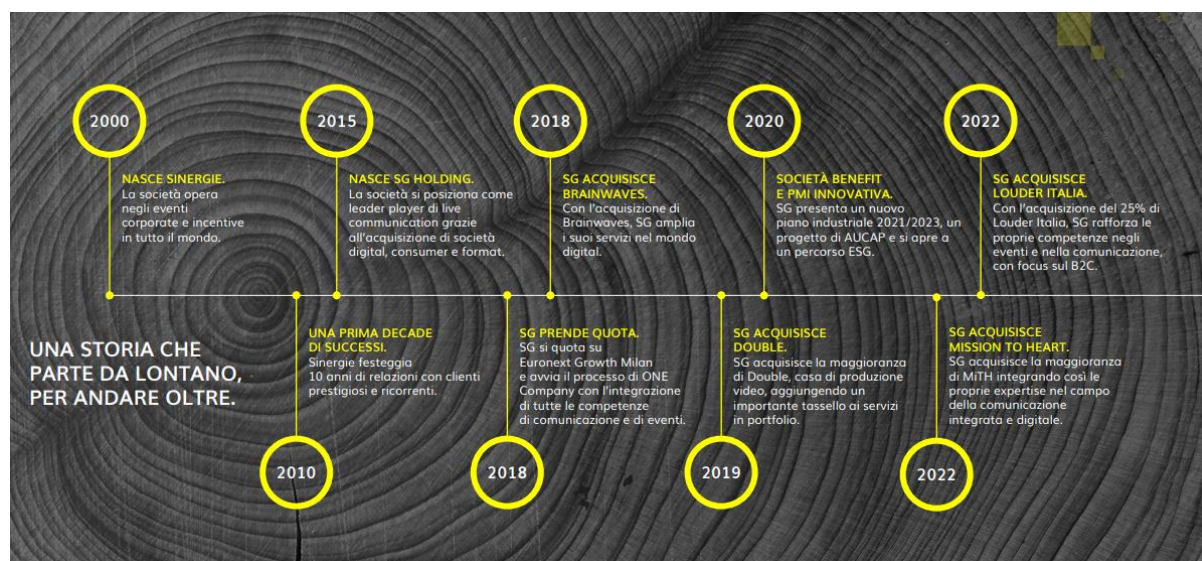 2000
NASCE SINERGIE.
La società opera
negli eventi
corporate e incentive
in tutto il mondo.
2015
NASCE SG HOLDING.
La società si posiziona come
leader player di live
communication grazie
all'acquisizione di società
digital, consumer e format.
2018
SG ACQUISISCE
BRAINWAVES.
Con l'acquisizione di
Brainwaves, SG amplia
i suoi servizi nel mondo
digital.
2020
SOCIETÀ BENEFIT
E PMI INNOVATIVA.
SG presenta un nuovo
piano industriale 2021/2023, un
progetto di AUCAP e si apre a
un percorso ESG.
2022
SG ACQUISISCE
LOUDER ITALIA.
Con l'acquisizione del 25% di
Louder Italia, SG rafforza le
proprie competenze negli
eventi e nella comunicazione,
con focus sul B2C.
UNA STORIA CHE
PARTE DA LONTANO,
PER ANDARE OLTRE.
UNA PRIMA DECADE
DI SUCCESSI.
Sinergie festeggia
10 anni di relazioni con clienti
prestigiosi e ricorrenti.
2010
SG PRENDE QUOTA.
SG si quota su
Euronext Growth Milan
e avvia il processo di ONE
Company con l'integrazione
di tutte le competenze
di comunicazione e di eventi.
2018
SG ACQUISISCE
DOUBLE.
SG acquisisce la maggioranza
di Double, casa di produzione
video, aggiungendo un
importante tassello ai servizi
in portfolio.
2019
SG ACQUISISCE
MISSION TO HEART.
SG acquisisce la maggioranza
di MiTH integrando così le
proprie expertise nel campo
della comunicazione
integrata e digitale.
2022